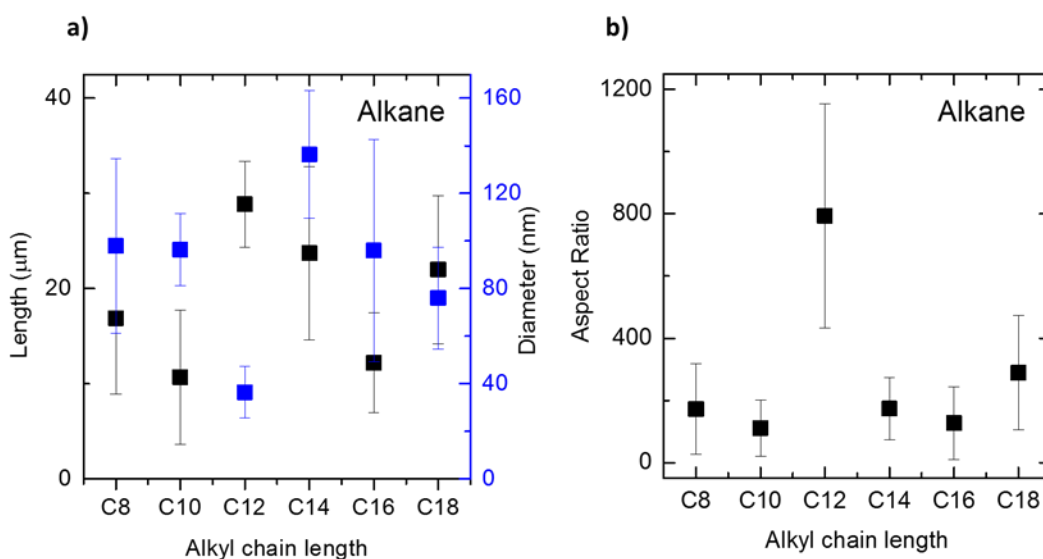 a)
Alkane
40
20
0
Length (μm)
160
120
80
40
0
Diameter (nm)
C8 C10 C12 C14 C16 C18
Alkyl chain length
b)
Alkane
1200
800
400
0
Aspect Ratio
C8 C10 C12 C14 C16 C18
Alkyl chain length